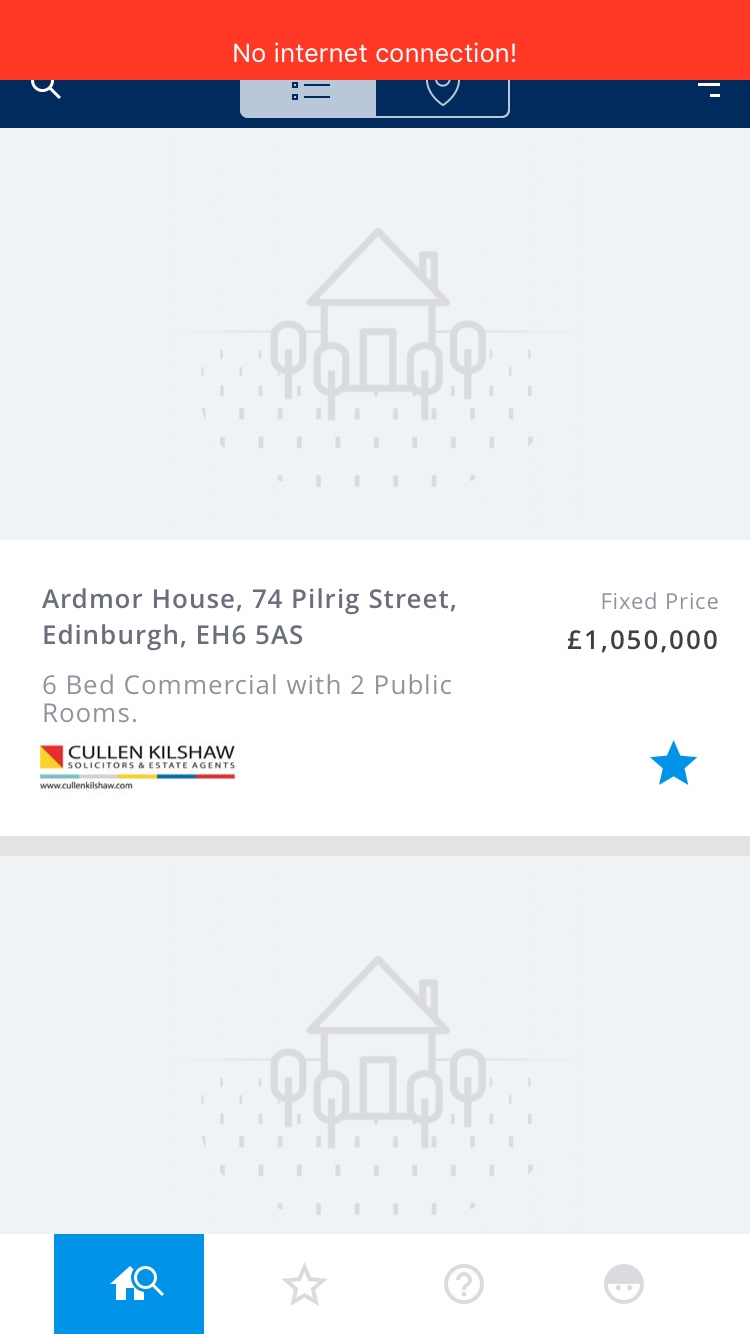 No internet connection!
Ardmor House, 74 Pilrig Street,
Edinburgh, EH6 5AS
Fixed Price
£1,050,000
6 Bed Commercial with 2 Public
Rooms.
CULLEN KILSHAW
SOLICITORS & ESTATE AGENTS
www.cullenkilshaw.com